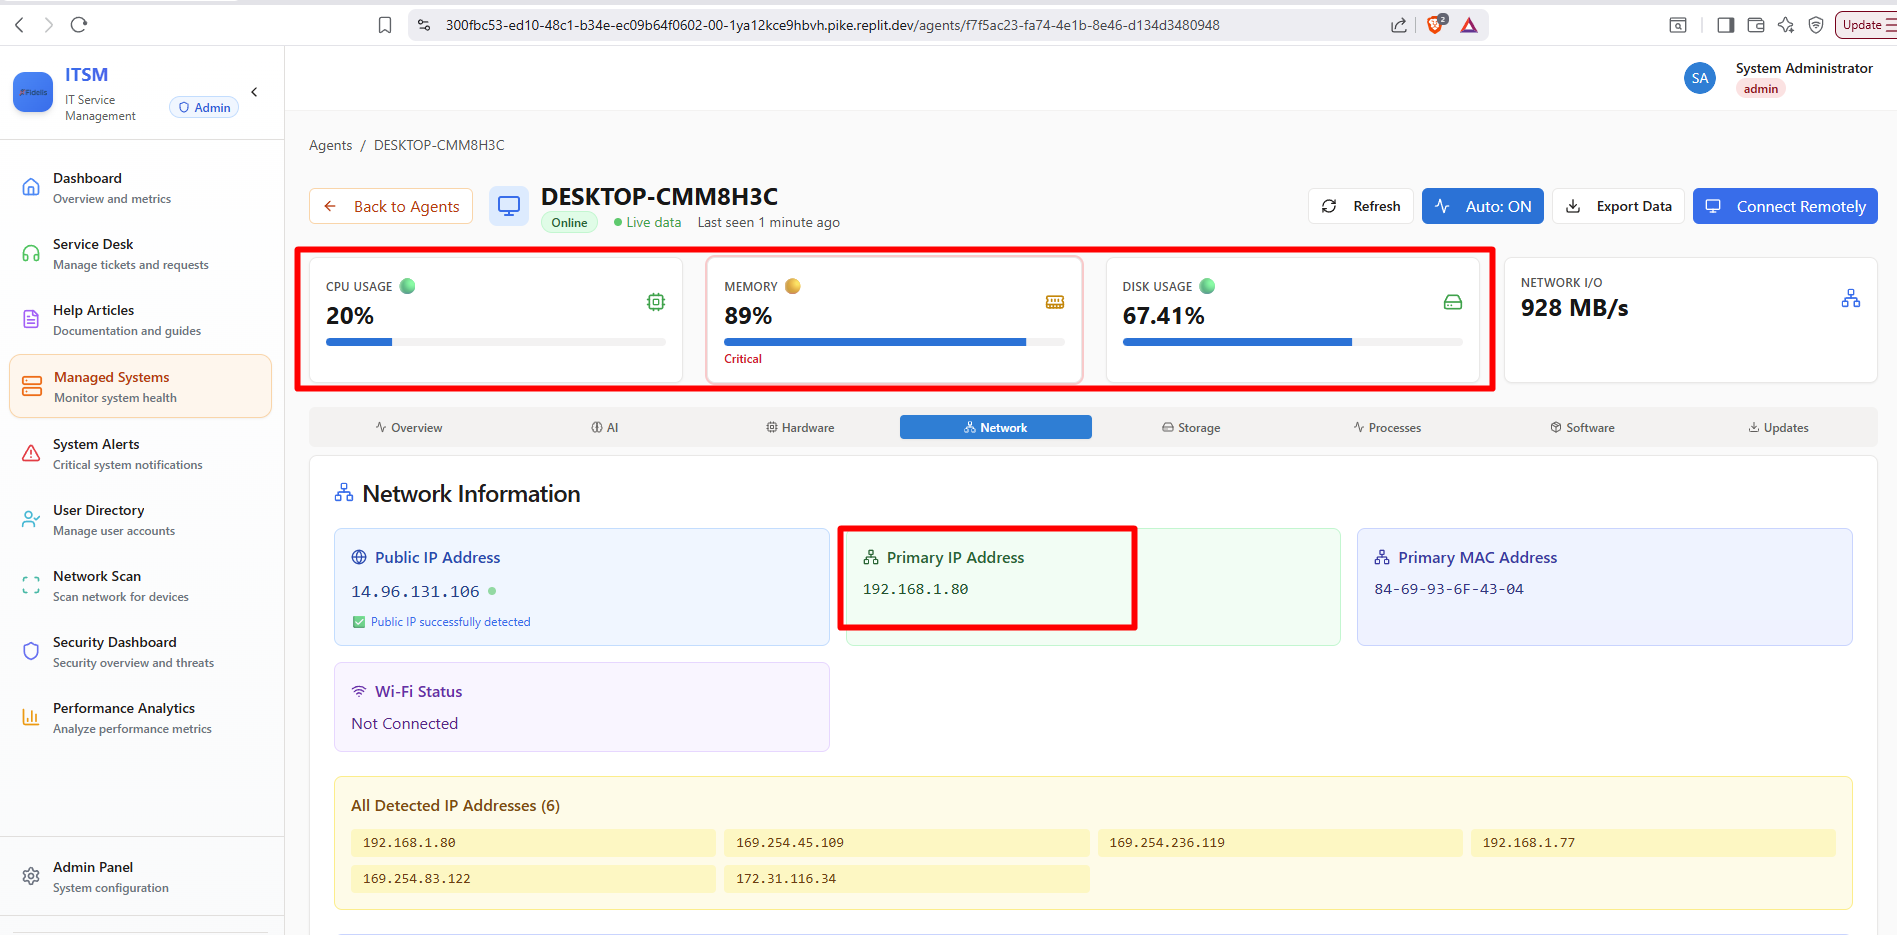 300fbc53-ed10-48c1-b34e-ec09b64f0602-00-1ya12kce9hbvh.pike.replit.dev/agents/f7f5ac23-fa74-4e1b-8e46-d134d3480948
2
Update
Fidelis
ITSM
IT Service
Management
Admin
SA
System Administrator
admin
Dashboard
Overview and metrics
Service Desk
Manage tickets and requests
Help Articles
Documentation and guides
Managed Systems
Monitor system health
System Alerts
Critical system notifications
User Directory
Manage user accounts
Network Scan
Scan network for devices
Security Dashboard
Security overview and threats
Performance Analytics
Analyze performance metrics
Admin Panel
System configuration
Agents / DESKTOP-CMM8H3C
Back to Agents
DESKTOP-CMM8H3C
Online Live data Last seen 1 minute ago
Refresh
Auto: ON
Export Data
Connect Remotely
CPU USAGE
20%
MEMORY
89%
Critical
DISK USAGE
67.41%
NETWORK I/O
928 MB/s
Overview AI Hardware Network Storage Processes Software Updates
Network Information
Public IP Address
14.96.131.106
Public IP successfully detected
Primary IP Address
192.168.1.80
Primary MAC Address
84-69-93-6F-43-04
Wi-Fi Status
Not Connected
All Detected IP Addresses (6)
192.168.1.80 169.254.45.109 169.254.236.119 192.168.1.77
169.254.83.122 172.31.116.34